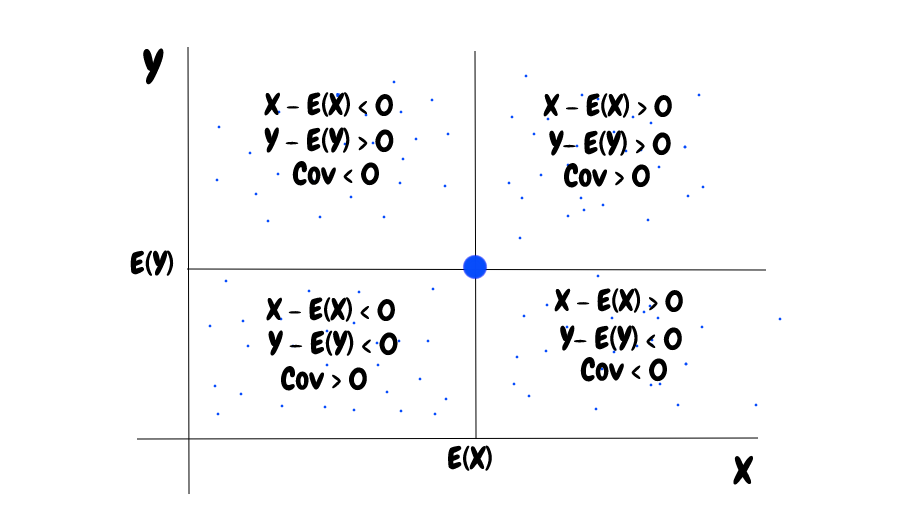 Y
X - E(X) < 0
Y - E(Y) > 0
Cov < 0
X - E(X) > 0
Y- E(Y) > 0
Cov > 0
E(Y)
X - E(X) < 0
Y - E(Y) < 0
Cov > 0
X - E(X) > 0
Y- E(Y) < 0
Cov < 0
E(X)
X